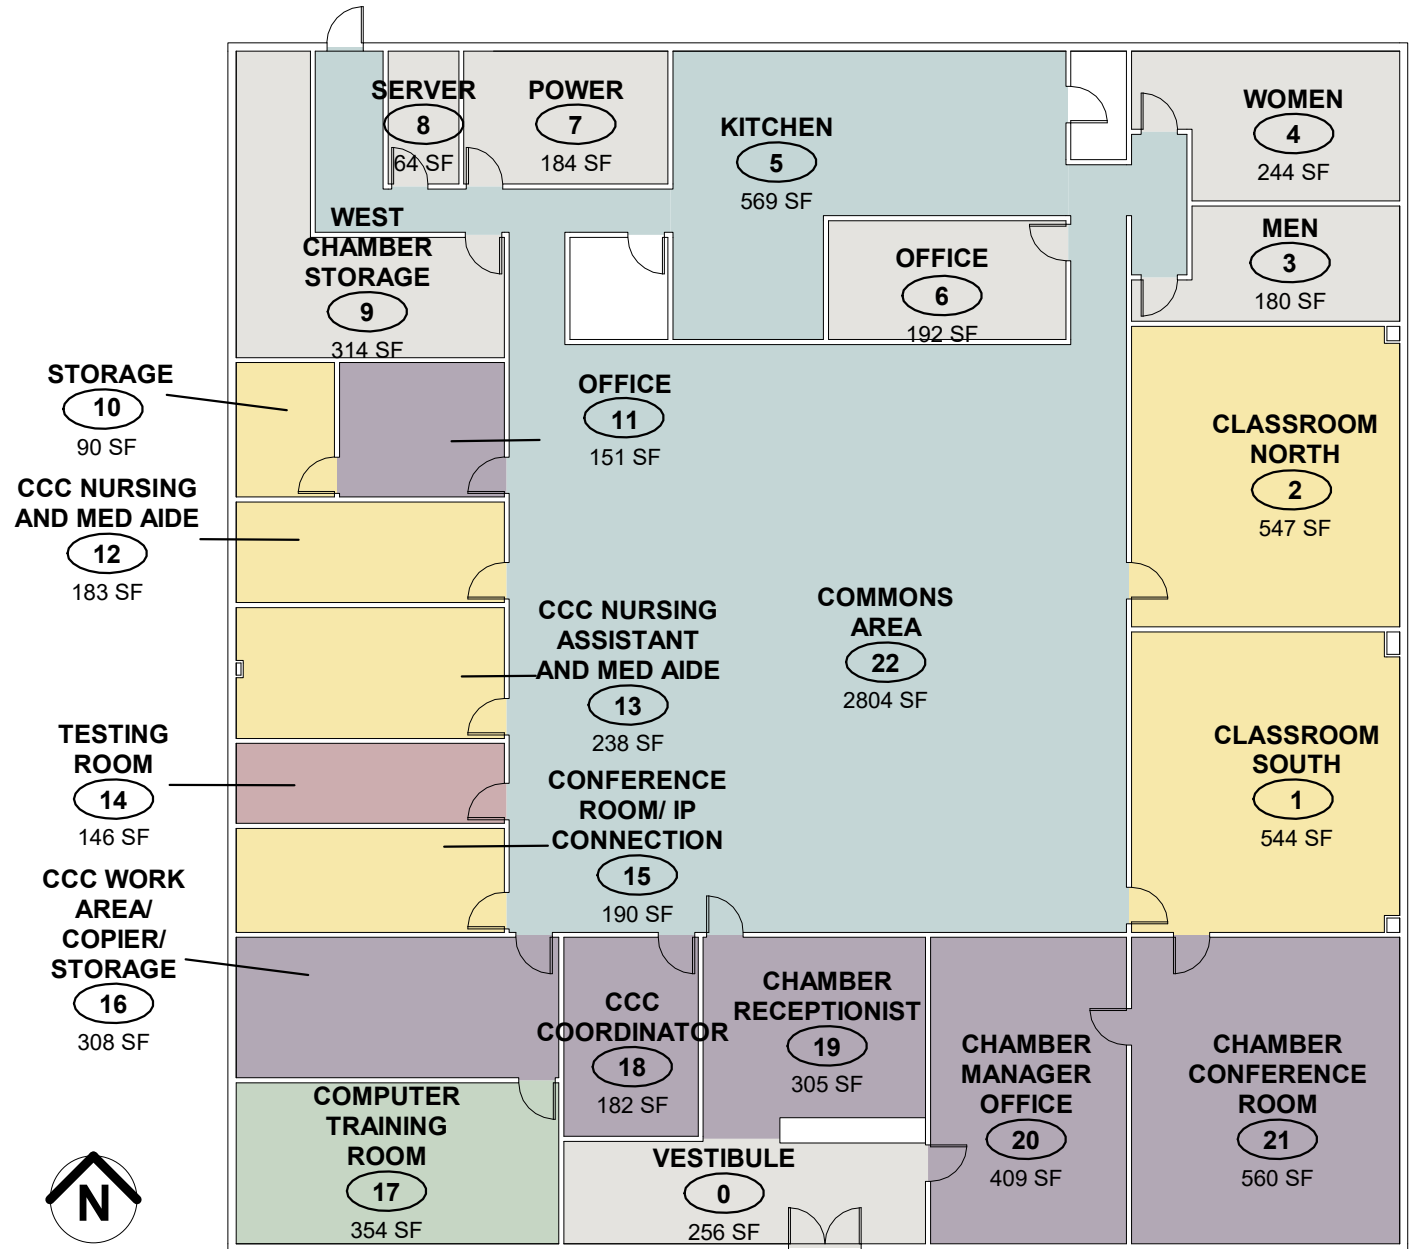 SERVER
8
64 SF
POWER
7
184 SF
KITCHEN
5
569 SF
WOMEN
4
244 SF
WEST
CHAMBER
STORAGE
9
314 SF
OFFICE
6
192 SF
MEN
3
180 SF
STORAGE
10
90 SF
OFFICE
11
151 SF
CLASSROOM
NORTH
2
547 SF
CCC NURSING
AND MED AIDE
12
183 SF
CCC NURSING
ASSISTANT
AND MED AIDE
13
238 SF
COMMONS
AREA
22
2804 SF
TESTING
ROOM
14
146 SF
CONFERENCE
ROOM/ IP
CONNECTION
15
190 SF
CLASSROOM
SOUTH
1
544 SF
CCC WORK
AREA/
COPIER/
STORAGE
16
308 SF
CCC
COORDINATOR
18
182 SF
CHAMBER
RECEPTIONIST
19
305 SF
CHAMBER
MANAGER
OFFICE
20
409 SF
CHAMBER
CONFERENCE
ROOM
21
560 SF
COMPUTER
TRAINING
ROOM
17
354 SF
VESTIBULE
0
256 SF
N